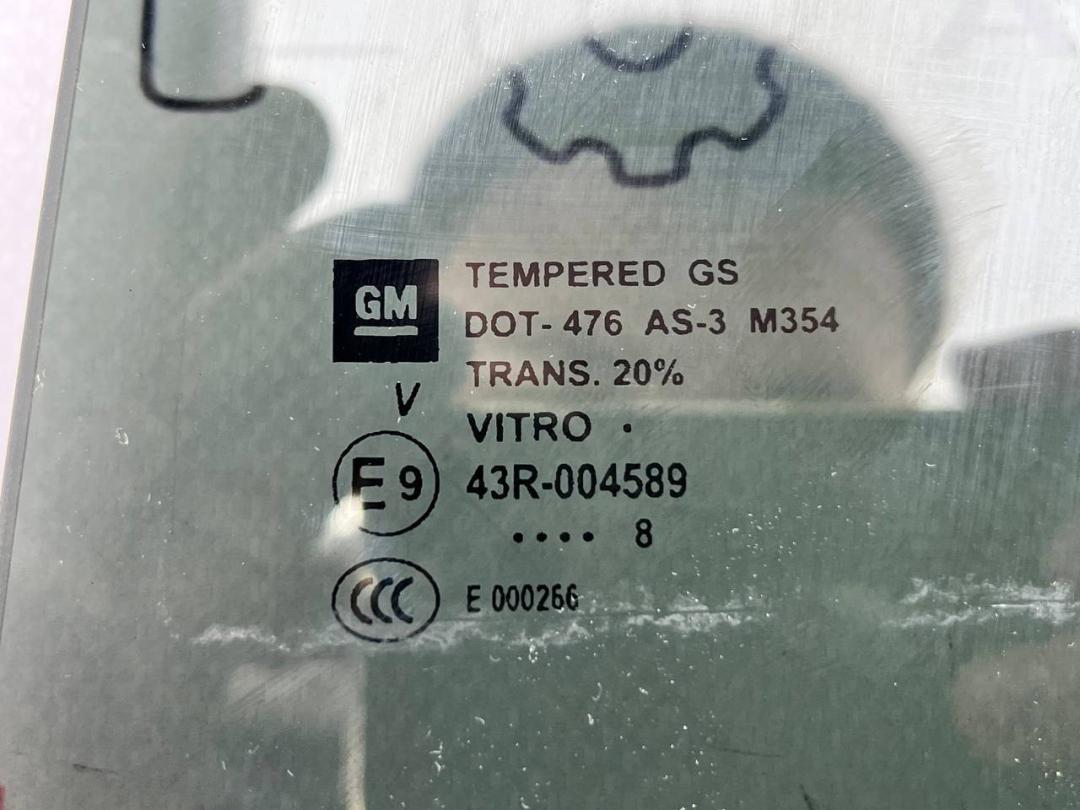 GM
TEMPERED GS
DOT-476 AS-3 M354
TRANS. 20%
V
VITRO .
E9
43R-004589
.... 8
CCC
E 000266